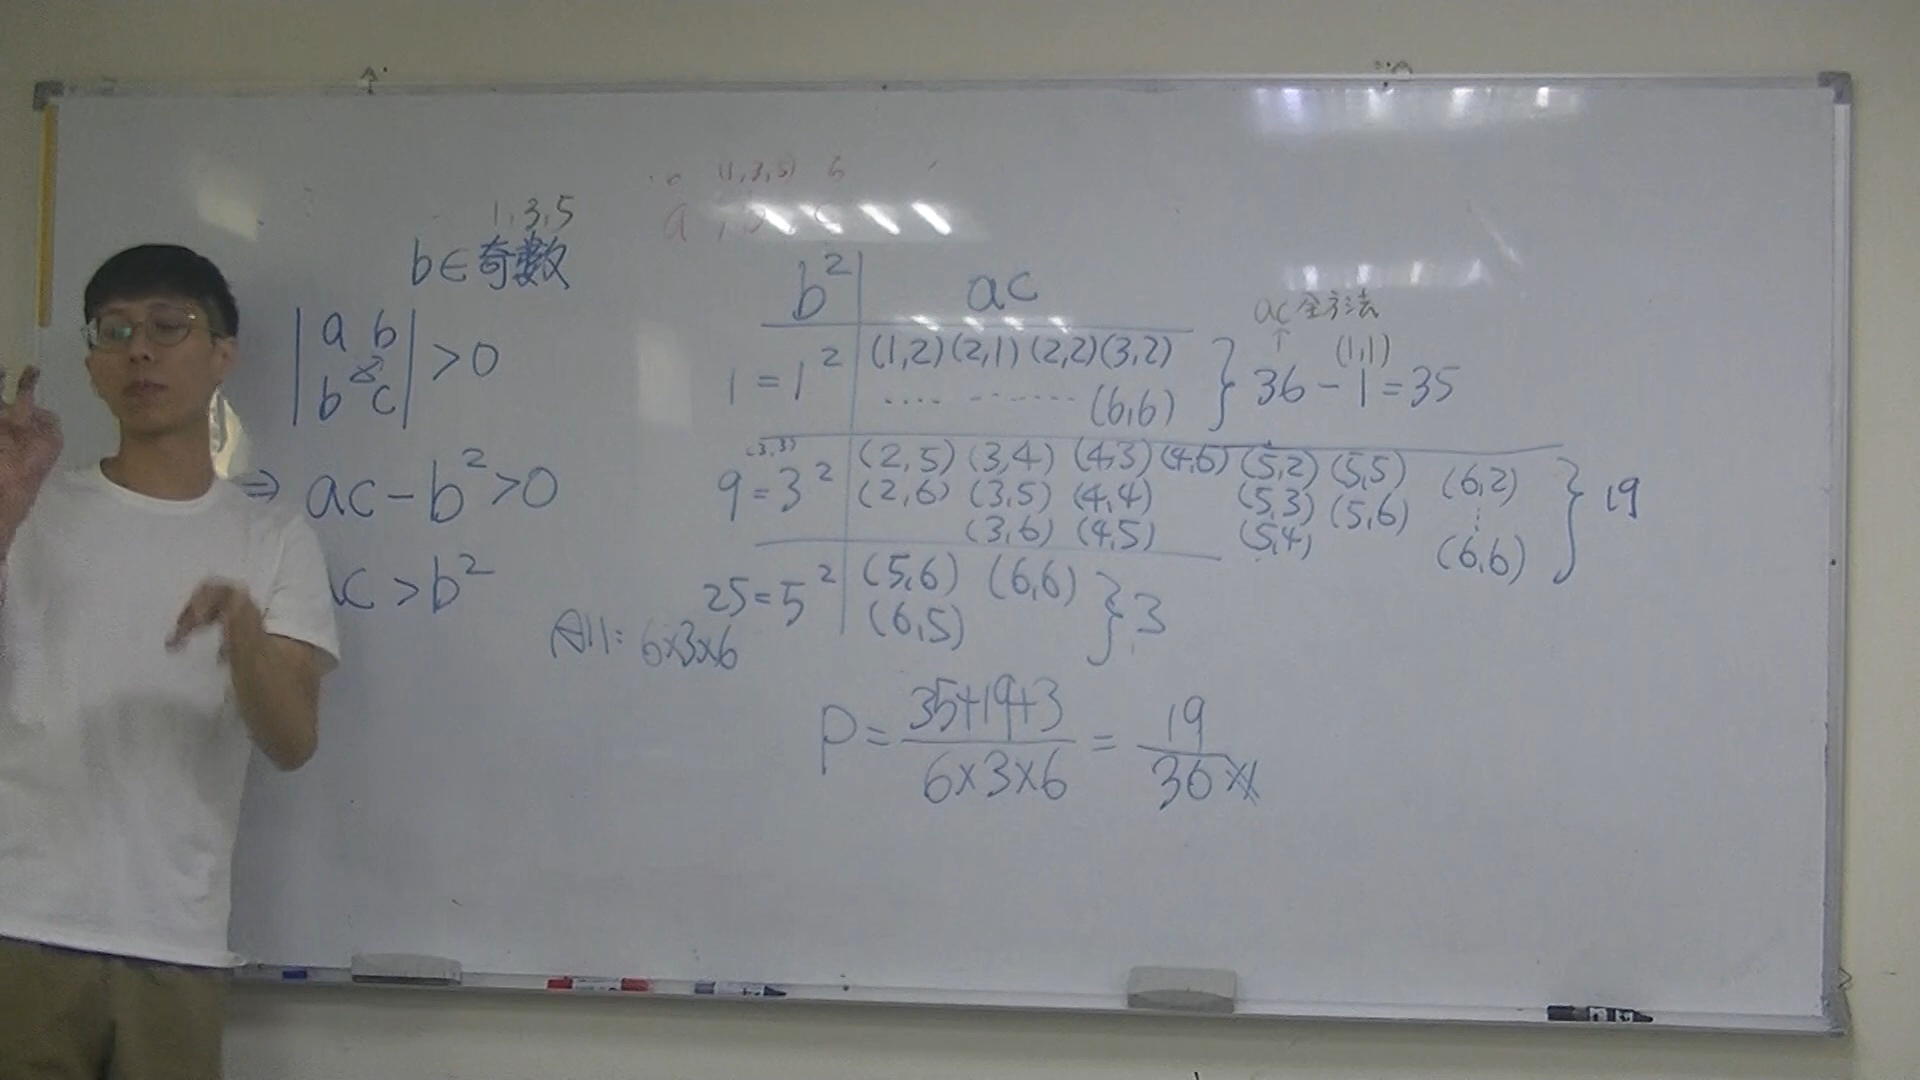 (1,3,5) 6
a , b
1,3,5
b∈奇數
| a b |
| b c | >0
⇒ ac-b²>0
c>b²
b² | ac
1=1² | (1,2)(2,1)(2,2)(3,2)
.... ....... (6,6) }
ac全方法
↑ (1,1)
36-1=35
(3,3)
9=3² | (2,5) (3,4) (4,3) (4,6) (5,2) (5,5) (6,2)
(2,6) (3,5) (4,4) (5,3) (5,6) ⋮ } 19
(3,6) (4,5) (5,4) (6,6)
25=5² | (5,6) (6,6)
(6,5) } 3
All: 6×3×6
P = (35+19+3)/(6×3×6) = 19/36